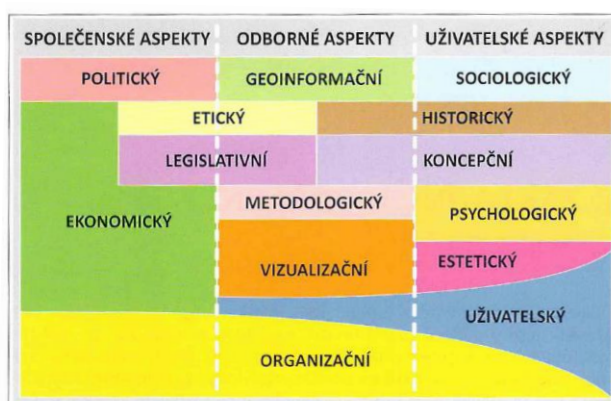 SPOLEČENSKÉ ASPEKTY ODBORNÉ ASPEKTY UŽIVATELSKÉ ASPEKTY
POLITICKÝ GEOINFORMAČNÍ SOCIOLOGICKÝ
ETICKÝ HISTORICKÝ
LEGISLATIVNÍ KONCEPČNÍ
METODOLOGICKÝ
EKONOMICKÝ PSYCHOLOGICKÝ
VIZUALIZAČNÍ ESTETICKÝ
UŽIVATELSKÝ
ORGANIZAČNÍ